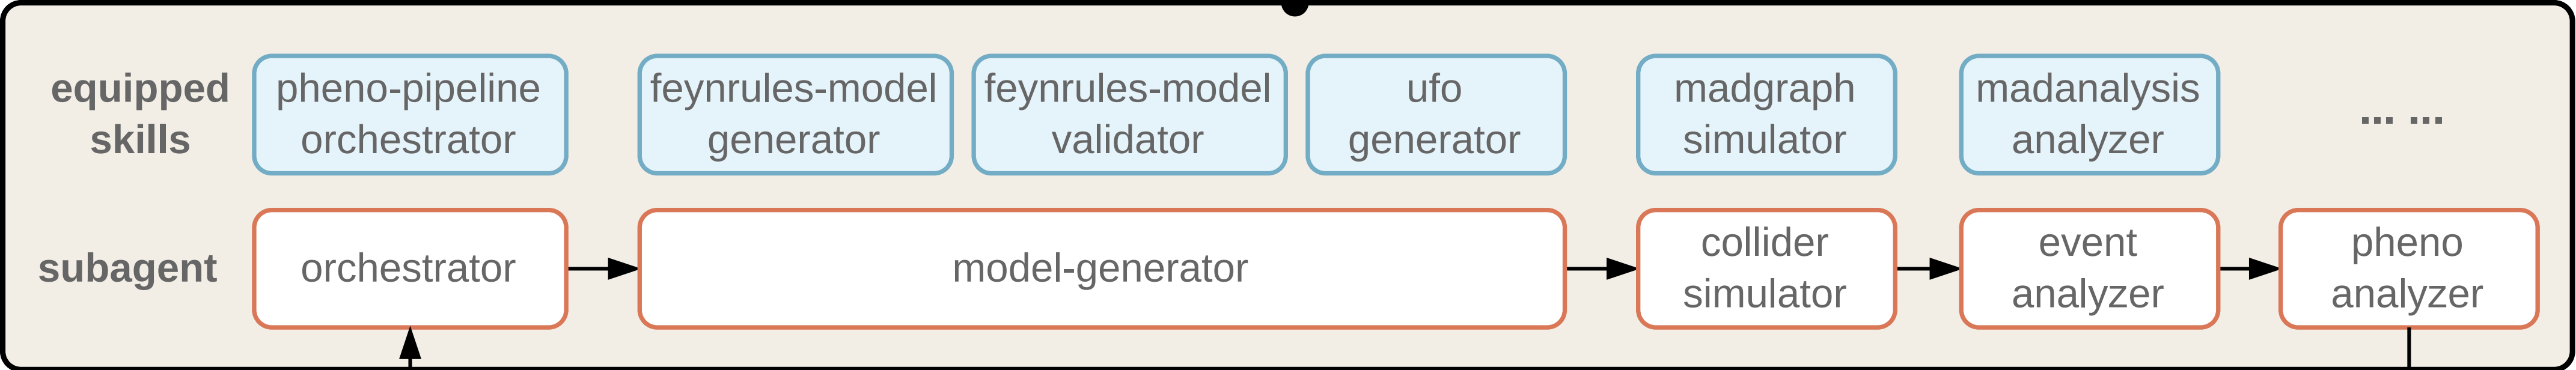 equipped
skills
pheno-pipeline
orchestrator
feynrules-model
generator
feynrules-model
validator
ufo
generator
madgraph
simulator
madanalysis
analyzer
... ...
subagent
orchestrator
model-generator
collider
simulator
event
analyzer
pheno
analyzer